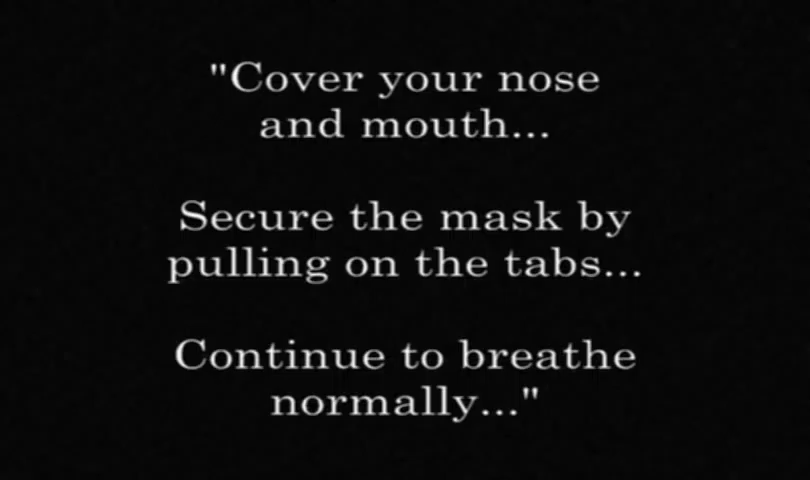 "Cover your nose
and mouth...
Secure the mask by
pulling on the tabs...
Continue to breathe
normally..."